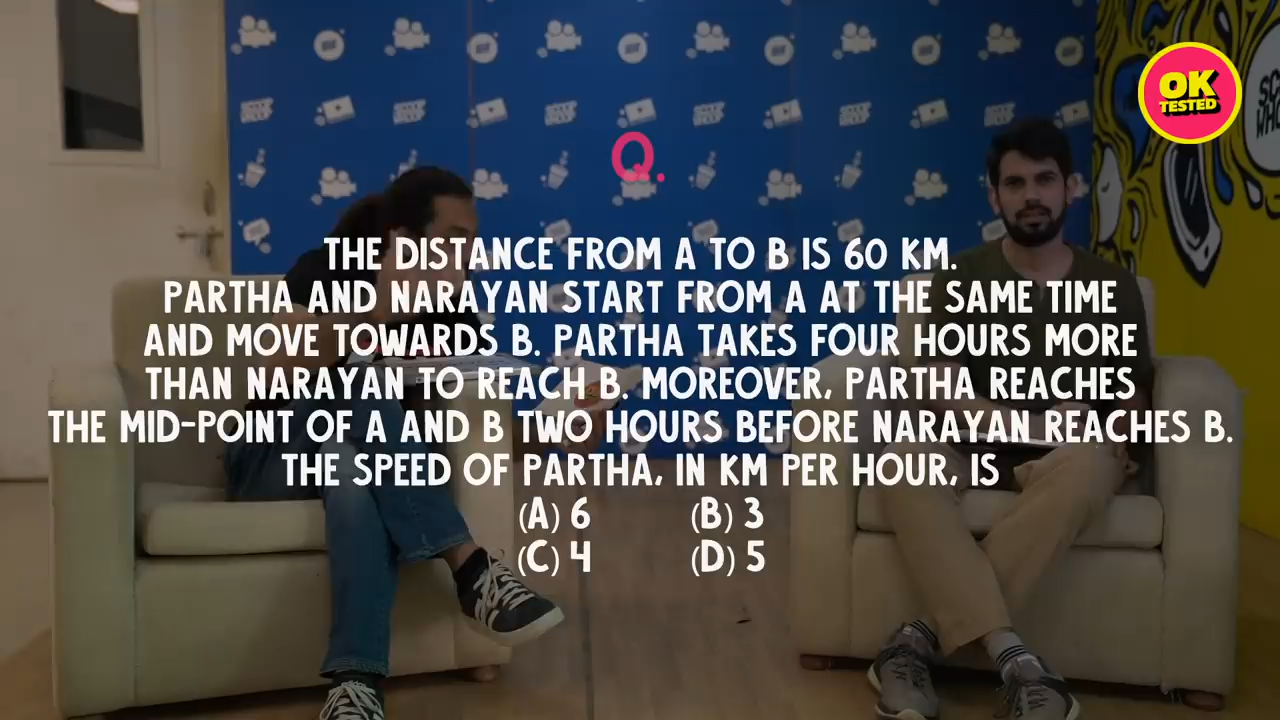 OK
TESTED
Q.
THE DISTANCE FROM A TO B IS 60 KM.
PARTHA AND NARAYAN START FROM A AT THE SAME TIME
AND MOVE TOWARDS B. PARTHA TAKES FOUR HOURS MORE
THAN NARAYAN TO REACH B. MOREOVER, PARTHA REACHES
THE MID-POINT OF A AND B TWO HOURS BEFORE NARAYAN REACHES B.
THE SPEED OF PARTHA, IN KM PER HOUR, IS
(A) 6 (B) 3
(C) 4 (D) 5